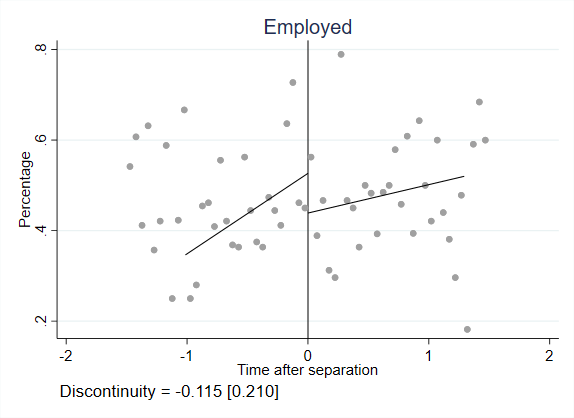 Employed
Percentage
.8
.6
.4
.2
-2 -1 0 1 2
Time after separation
Discontinuity = -0.115 [0.210]